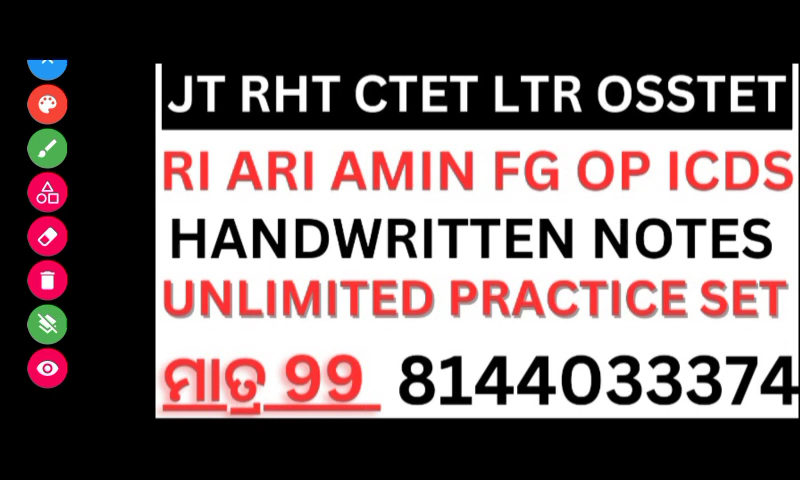 JT RHT CTET LTR OSSTET
RI ARI AMIN FG OP ICDS
HANDWRITTEN NOTES
UNLIMITED PRACTICE SET
ମାତ୍ର 99 8144033374